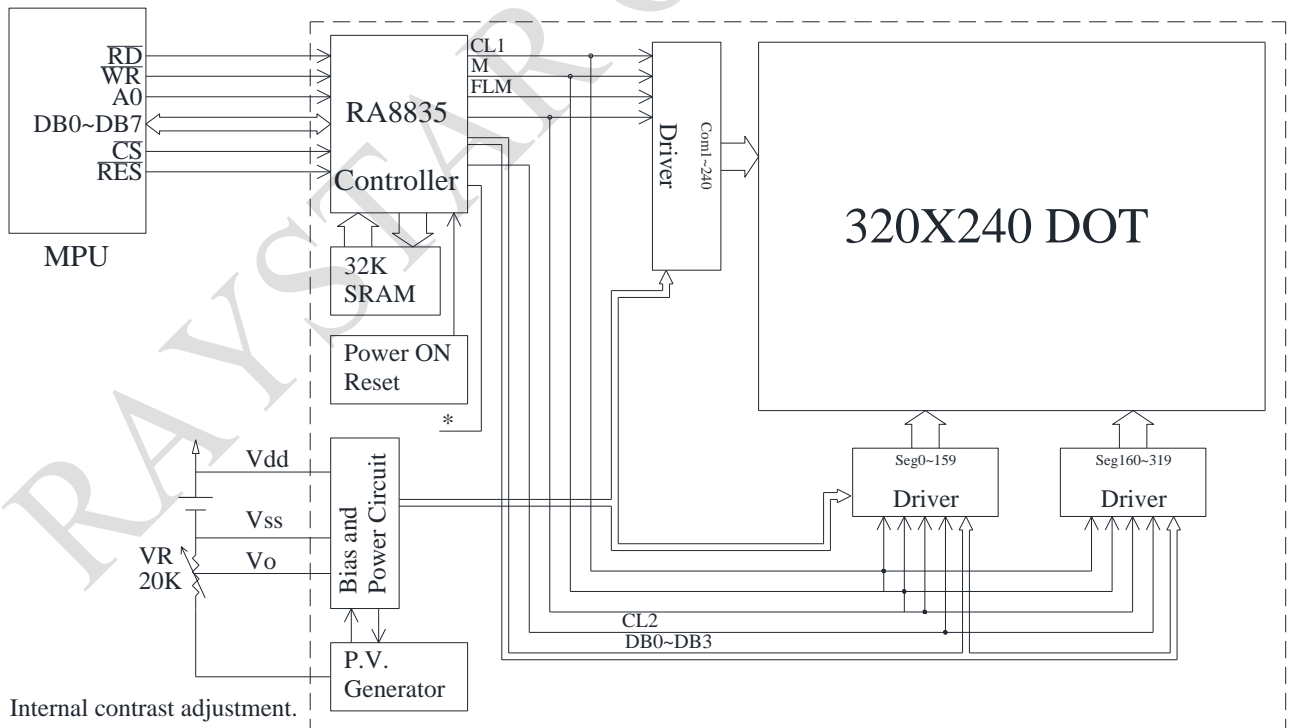 RD
WR
A0
DB0~DB7
CS
RES
MPU
RA8835
Controller
32K
SRAM
Power ON
Reset
*
CL1
M
FLM
Driver
Com1~240
320X240 DOT
Seg0~159
Driver
Seg160~319
Driver
Vdd
Vss
Vo
VR
20K
Bias and
Power Circuit
P.V.
Generator
CL2
DB0~DB3
Internal contrast adjustment.
RAYSTAR